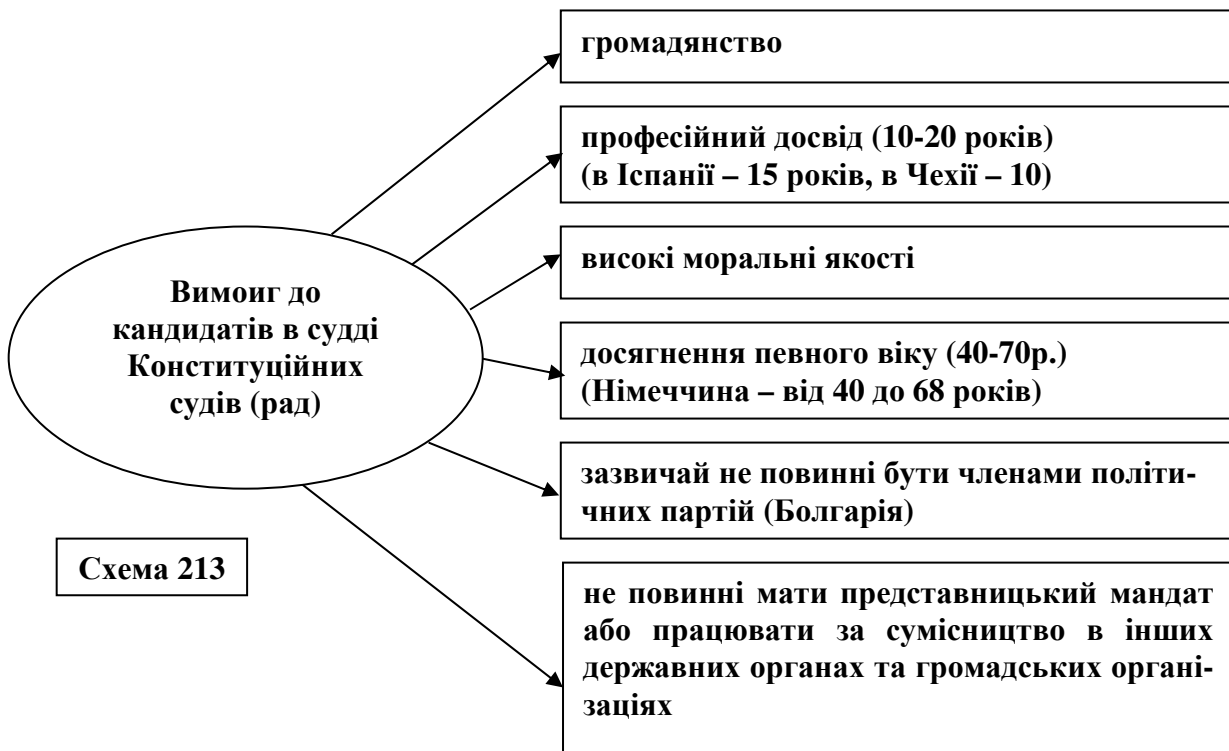 громадянство
професійний досвід (10-20 років)
(в Іспанії – 15 років, в Чехії – 10)
високі моральні якості
Вимоиг до
кандидатів в судді
Конституційних
судів (рад)
досягнення певного віку (40-70р.)
(Німеччина – від 40 до 68 років)
зазвичай не повинні бути членами політи-
чних партій (Болгарія)
Схема 213
не повинні мати представницький мандат
або працювати за сумісництво в інших
державних органах та громадських органі-
заціях